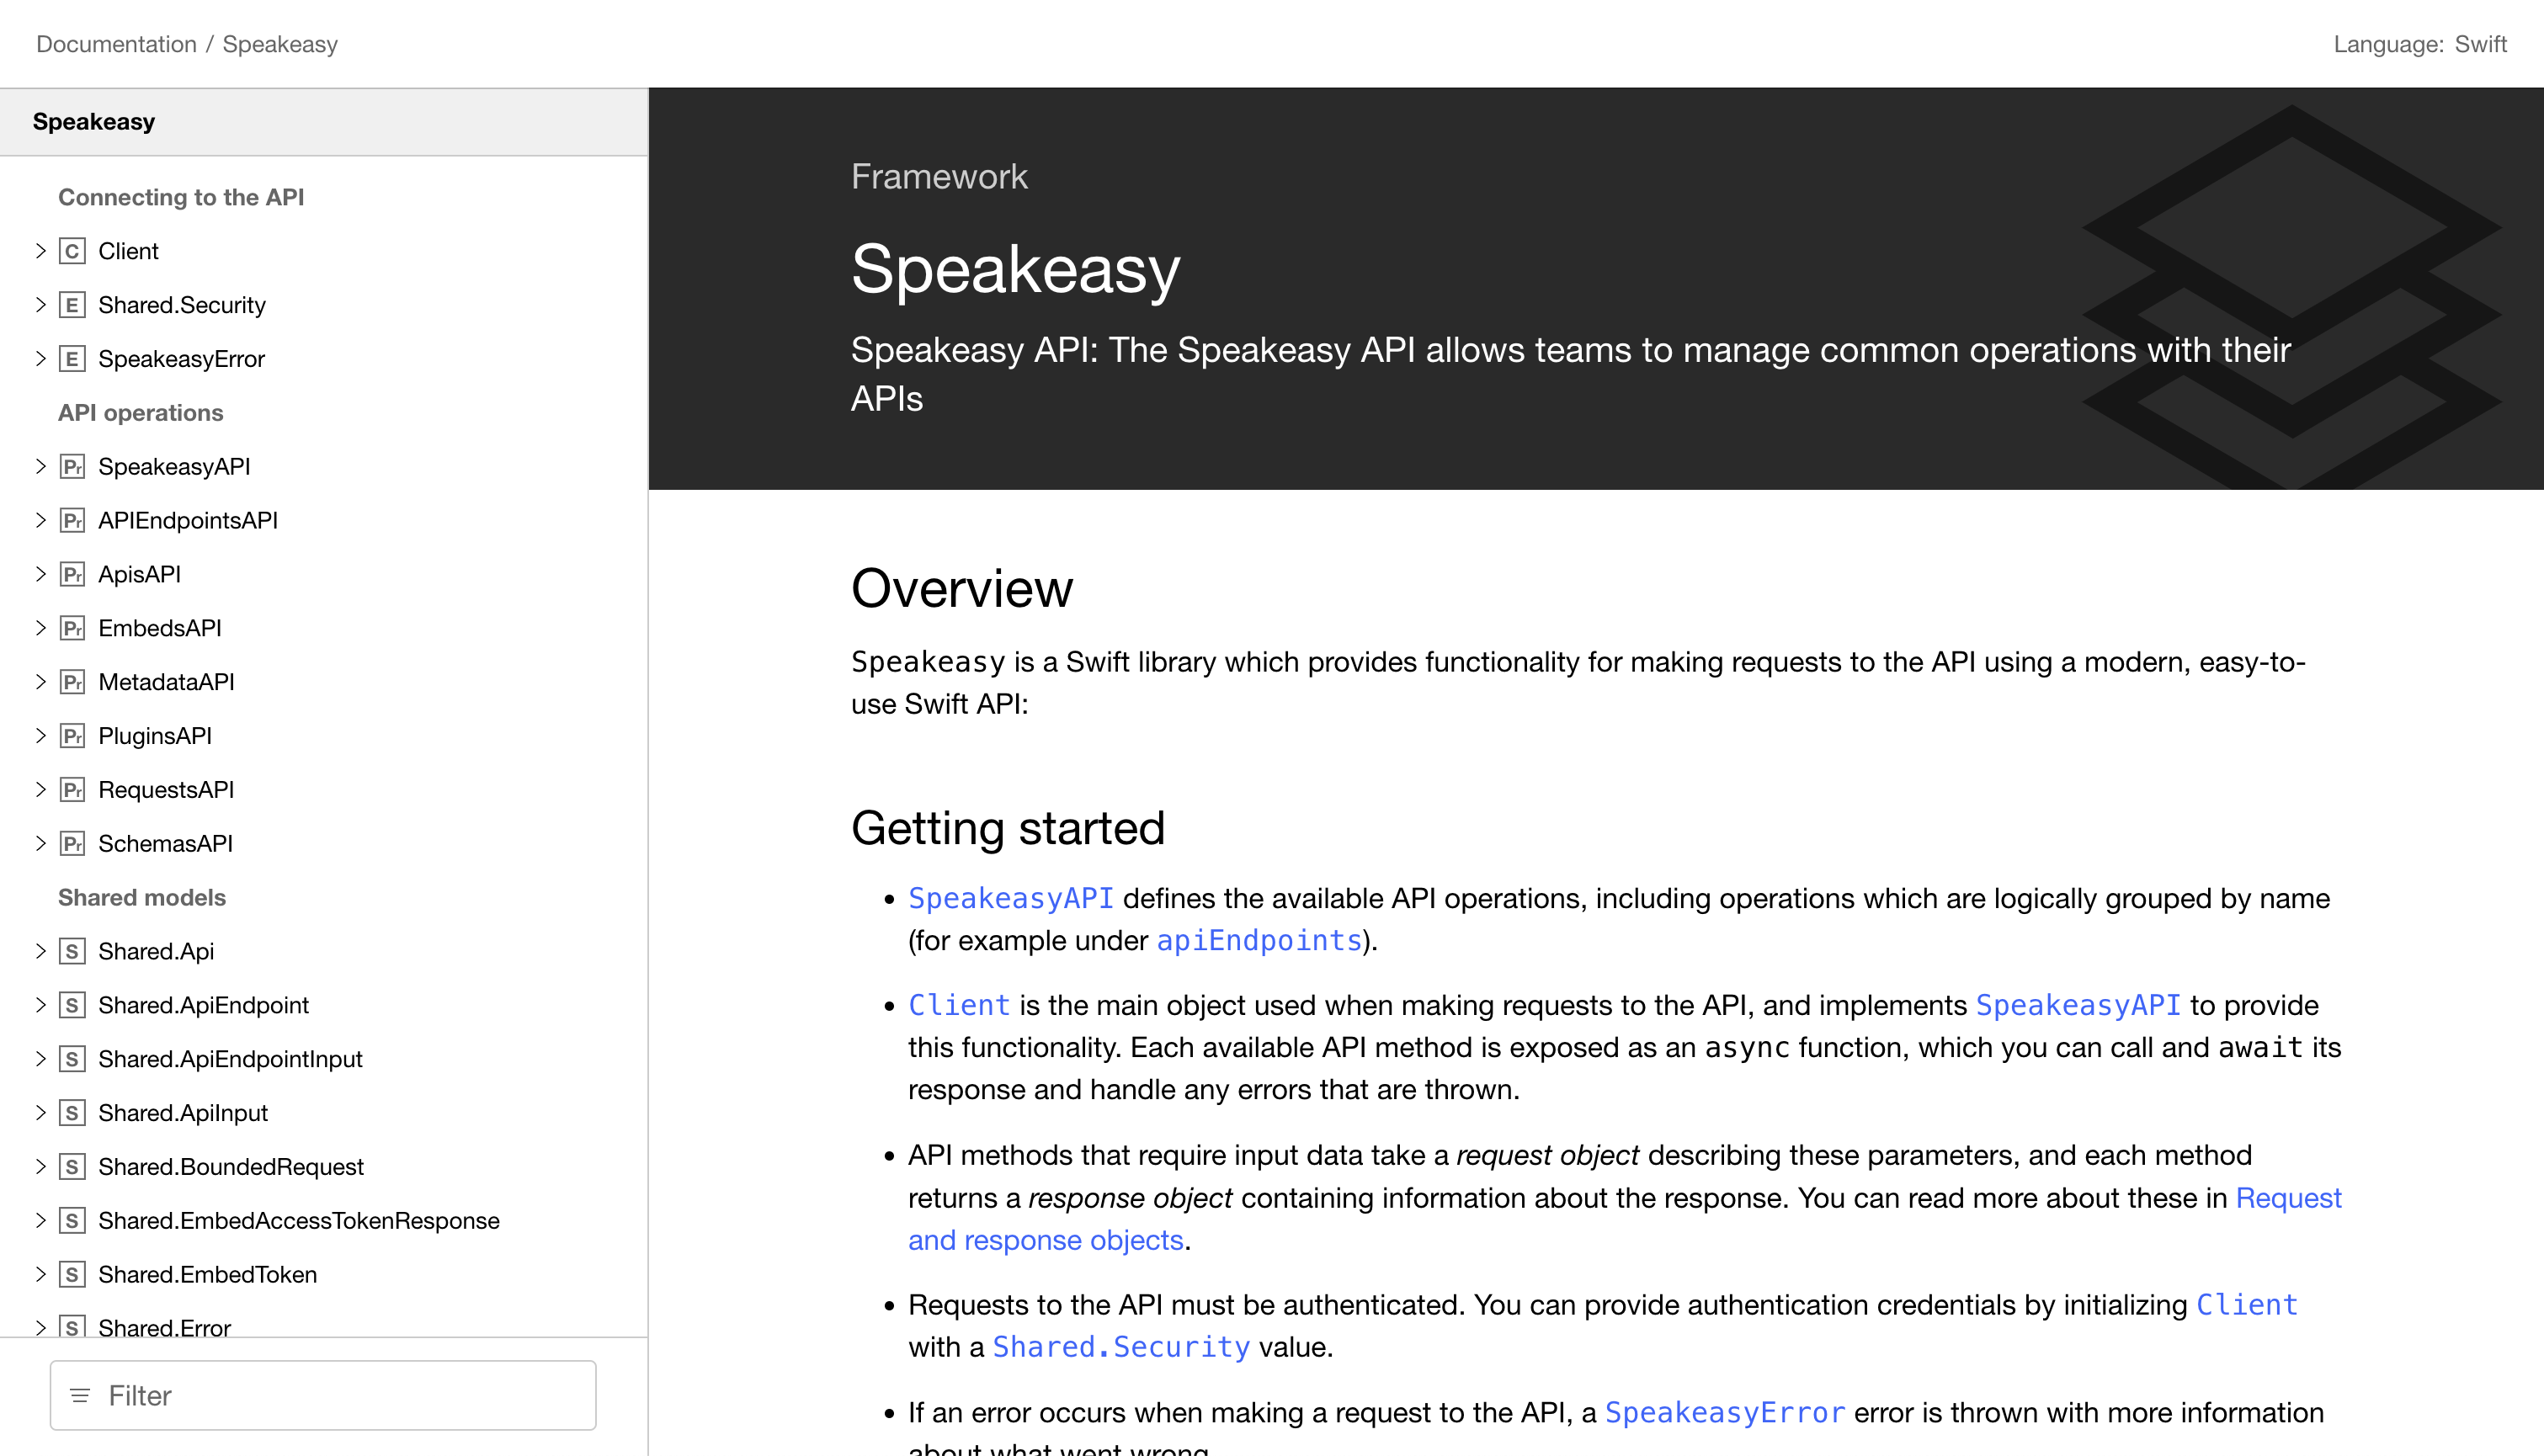 Documentation / Speakeasy
Language: Swift
Speakeasy
Connecting to the API
C Client
E Shared.Security
E SpeakeasyError
API operations
Pr SpeakeasyAPI
Pr APIEndpointsAPI
Pr ApisAPI
Pr EmbedsAPI
Pr MetadataAPI
Pr PluginsAPI
Pr RequestsAPI
Pr SchemasAPI
Shared models
S Shared.Api
S Shared.ApiEndpoint
S Shared.ApiEndpointInput
S Shared.ApiInput
S Shared.BoundedRequest
S Shared.EmbedAccessTokenResponse
S Shared.EmbedToken
S Shared.Error
Filter
Framework
Speakeasy
Speakeasy API: The Speakeasy API allows teams to manage common operations with their
APIs
Overview
Speakeasy is a Swift library which provides functionality for making requests to the API using a modern, easy-to-
use Swift API:
Getting started
• SpeakeasyAPI defines the available API operations, including operations which are logically grouped by name
(for example under apiEndpoints).
• Client is the main object used when making requests to the API, and implements SpeakeasyAPI to provide
this functionality. Each available API method is exposed as an async function, which you can call and await its
response and handle any errors that are thrown.
• API methods that require input data take a request object describing these parameters, and each method
returns a response object containing information about the response. You can read more about these in Request
and response objects.
• Requests to the API must be authenticated. You can provide authentication credentials by initializing Client
with a Shared.Security value.
• If an error occurs when making a request to the API, a SpeakeasyError error is thrown with more information
about what went wrong.